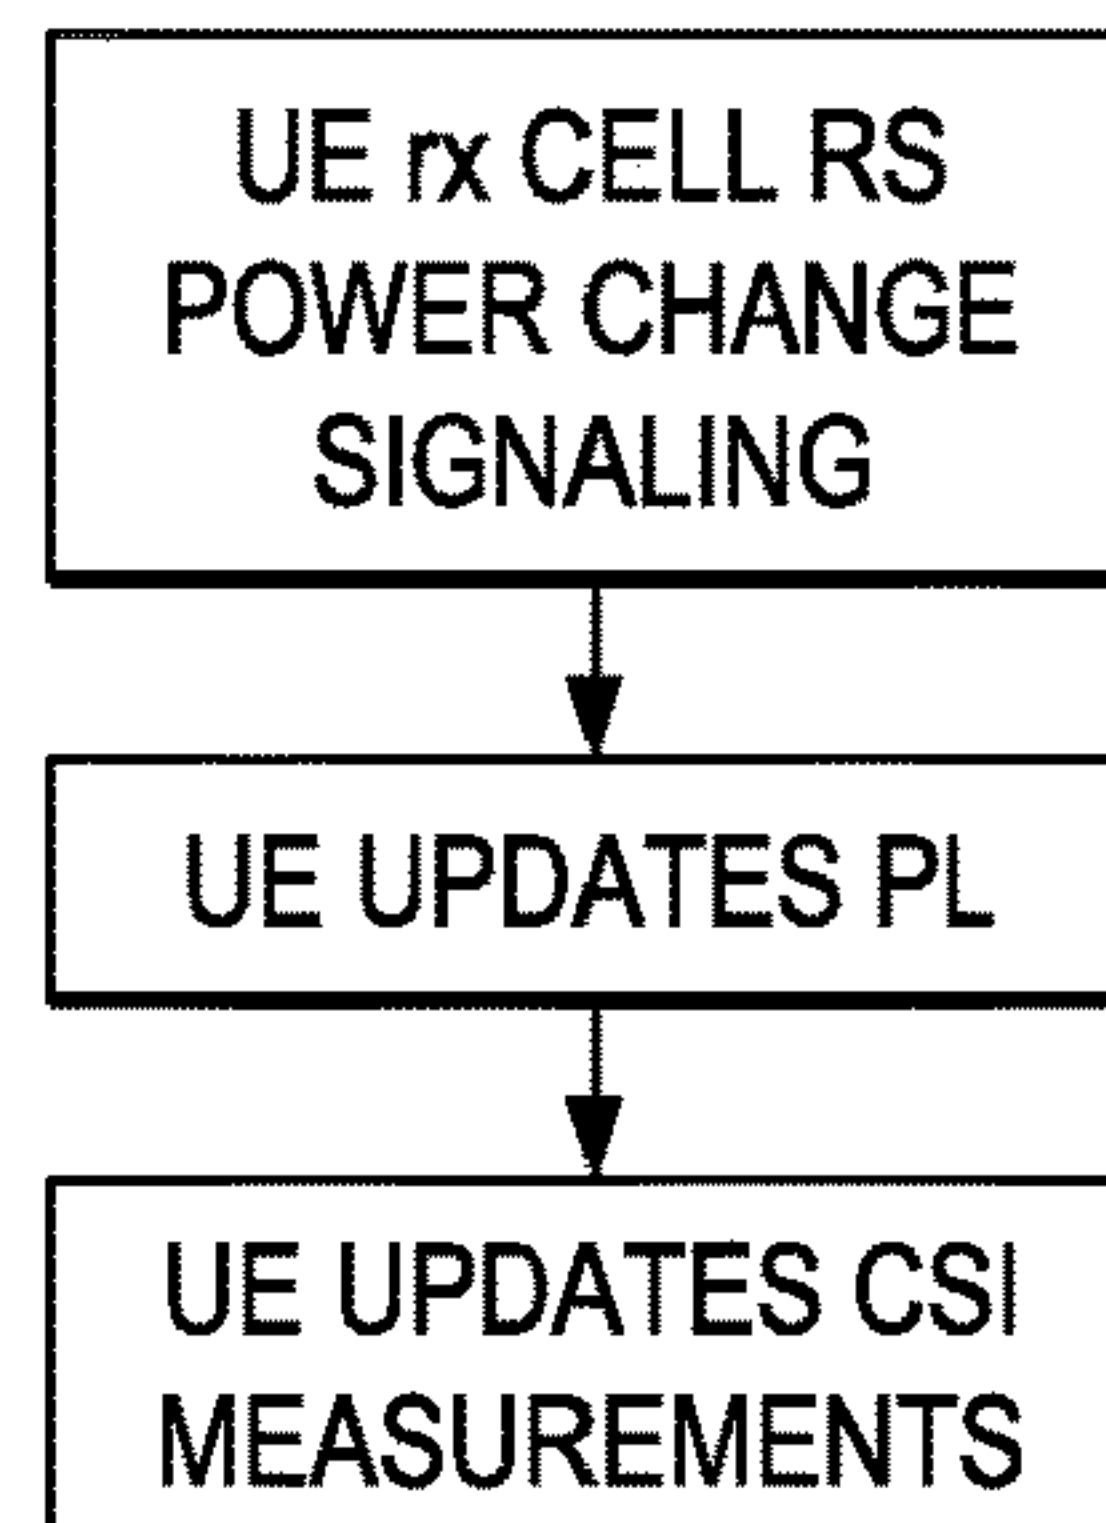 UE rx CELL RS
POWER CHANGE
SIGNALING
UE UPDATES PL
UE UPDATES CSI
MEASUREMENTS